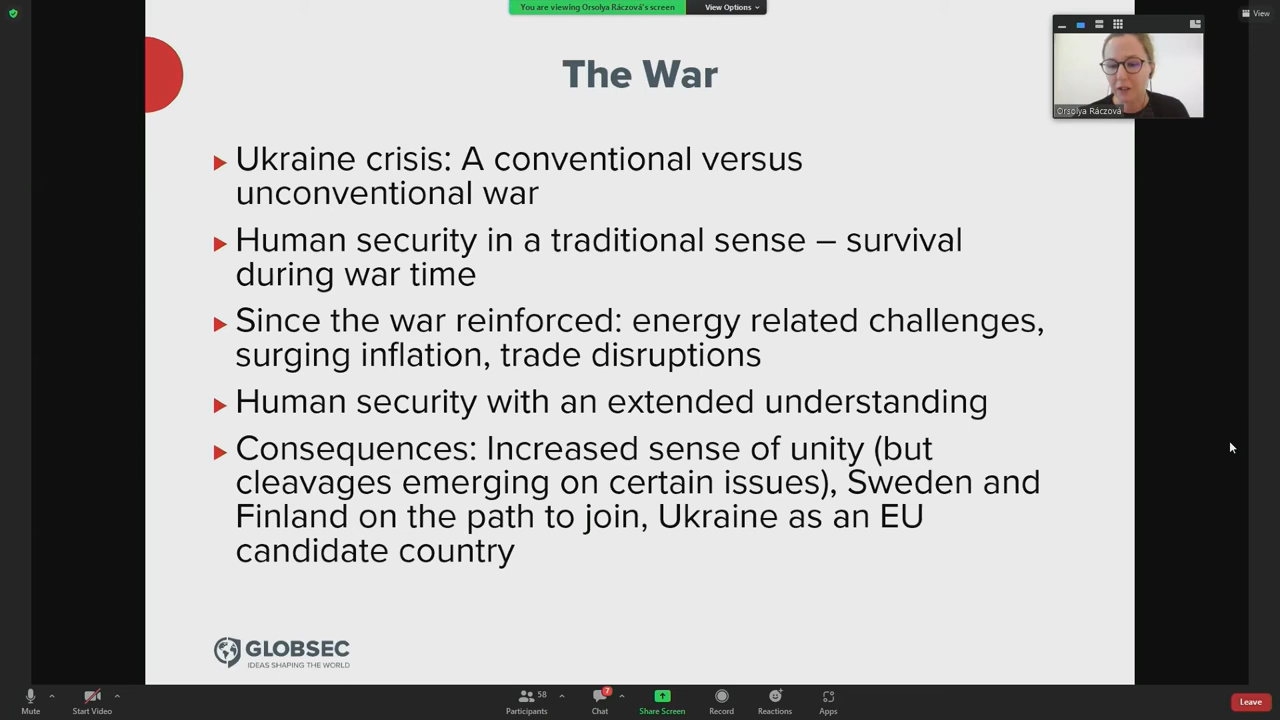 You are viewing Orsolya Ráczová's screen
View Options
View
The War
Orsolya Ráczová
Ukraine crisis: A conventional versus
unconventional war
Human security in a traditional sense – survival
during war time
Since the war reinforced: energy related challenges,
surging inflation, trade disruptions
Human security with an extended understanding
Consequences: Increased sense of unity (but
cleavages emerging on certain issues), Sweden and
Finland on the path to join, Ukraine as an EU
candidate country
GLOBSEC
IDEAS SHAPING THE WORLD
Mute
Start Video
58
Participants
7
Chat
Share Screen
Record
Reactions
Apps
Leave